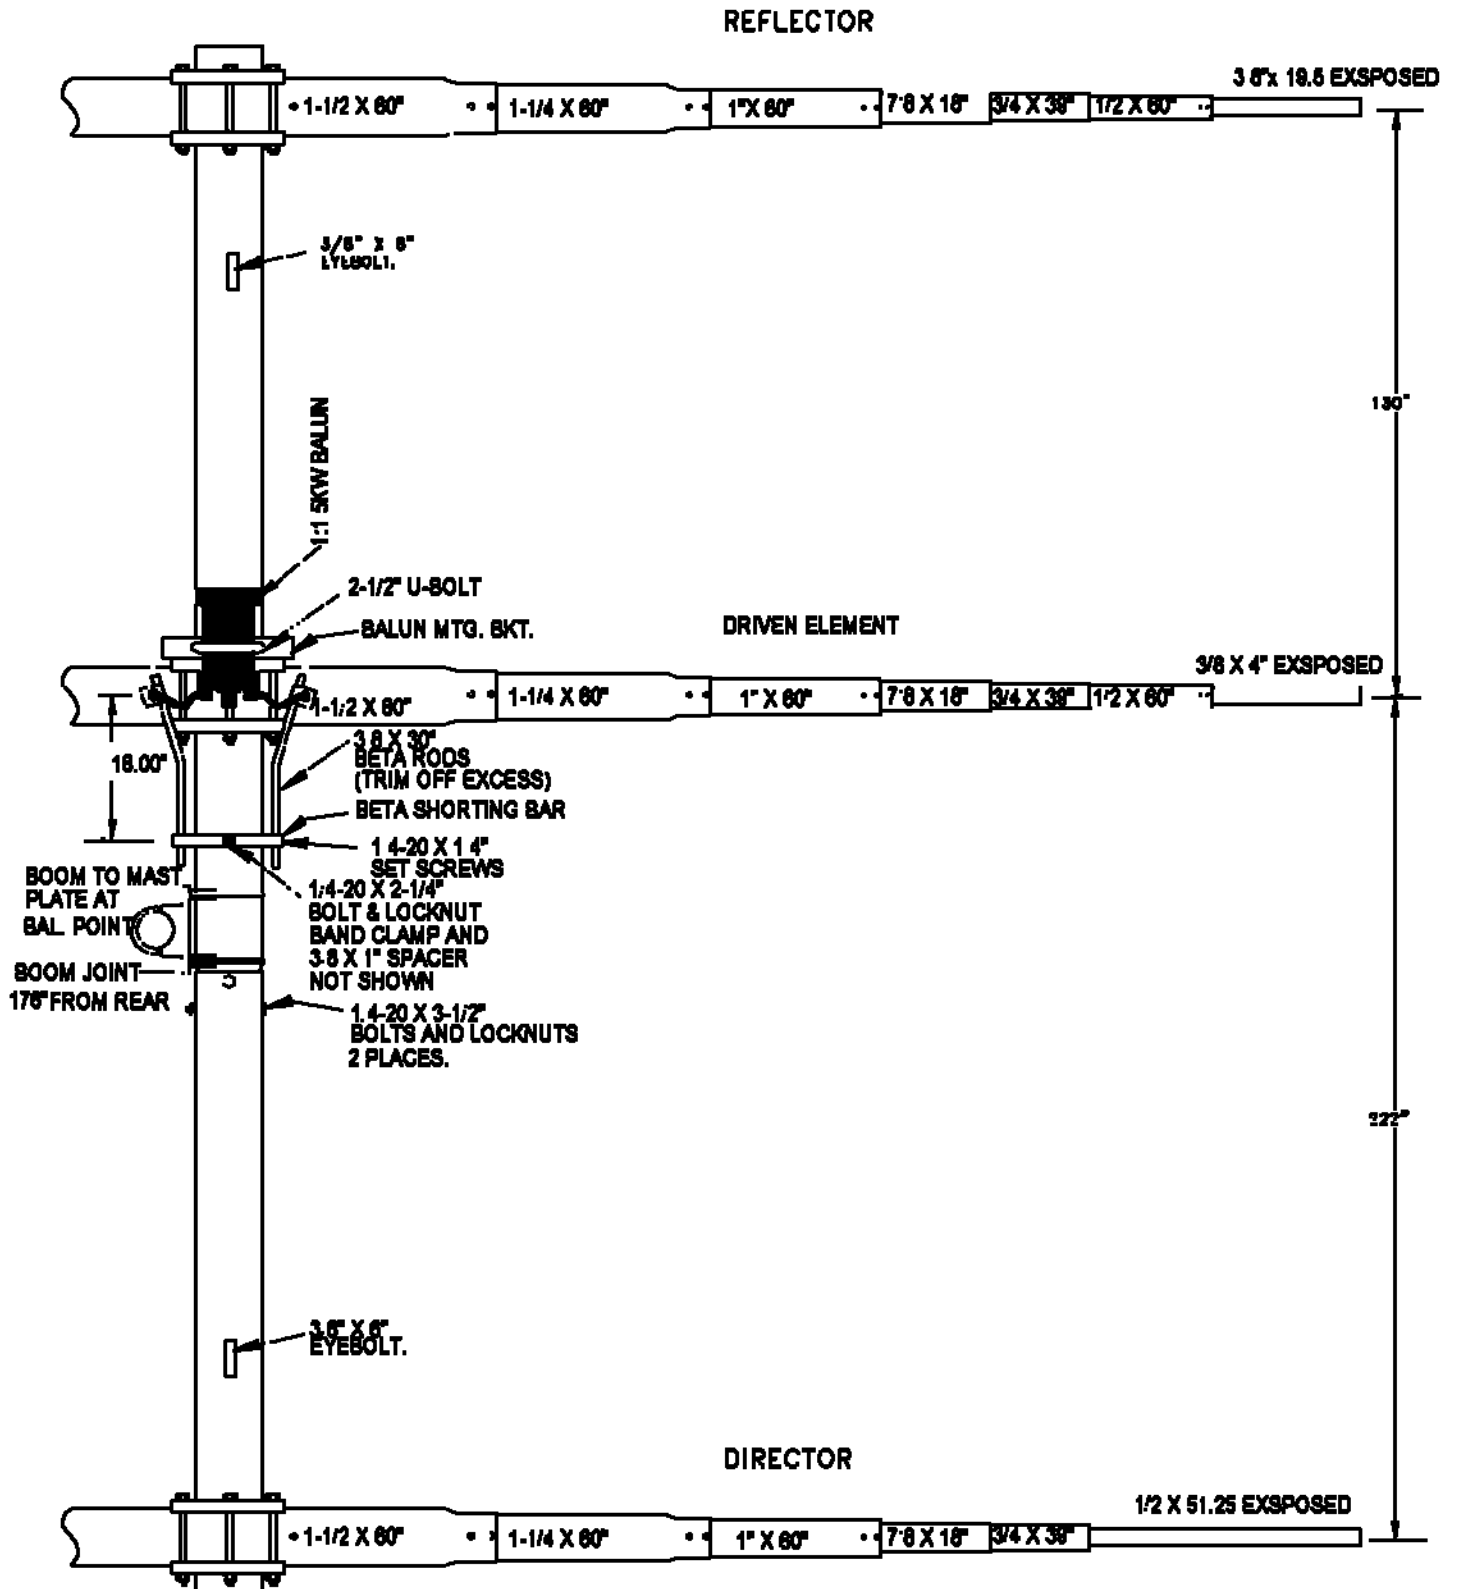 REFLECTOR
3 8"x 19.5 EXSPOSED
1-1/2 X 60"
1-1/4 X 60"
1"X 60"
7'8 X 18"
3/4 X 39"
1/2 X 60"
3/8" X 6"
EYEBOLT.
130"
1:1 5KW BALUN
2-1/2" U-BOLT
BALUN MTG. BKT.
DRIVEN ELEMENT
3/8 X 4" EXSPOSED
1-1/2 X 60"
1-1/4 X 60"
1" X 60"
7'8 X 18"
3/4 X 39"
1/2 X 60"
18.00"
3 8 X 30"
BETA RODS
(TRIM OFF EXCESS)
BETA SHORTING BAR
1 4-20 X 1 4"
SET SCREWS
BOOM TO MAST
PLATE AT
BAL. POINT
1/4-20 X 2-1/4"
BOLT & LOCKNUT
BAND CLAMP AND
3.8 X 1" SPACER
NOT SHOWN
BOOM JOINT
176" FROM REAR
1.4-20 X 3-1/2"
BOLTS AND LOCKNUTS
2 PLACES.
222"
3.8" X 6"
EYEBOLT.
DIRECTOR
1/2 X 51.25 EXSPOSED
1-1/2 X 60"
1-1/4 X 60"
1" X 60"
7'8 X 18"
3/4 X 39"